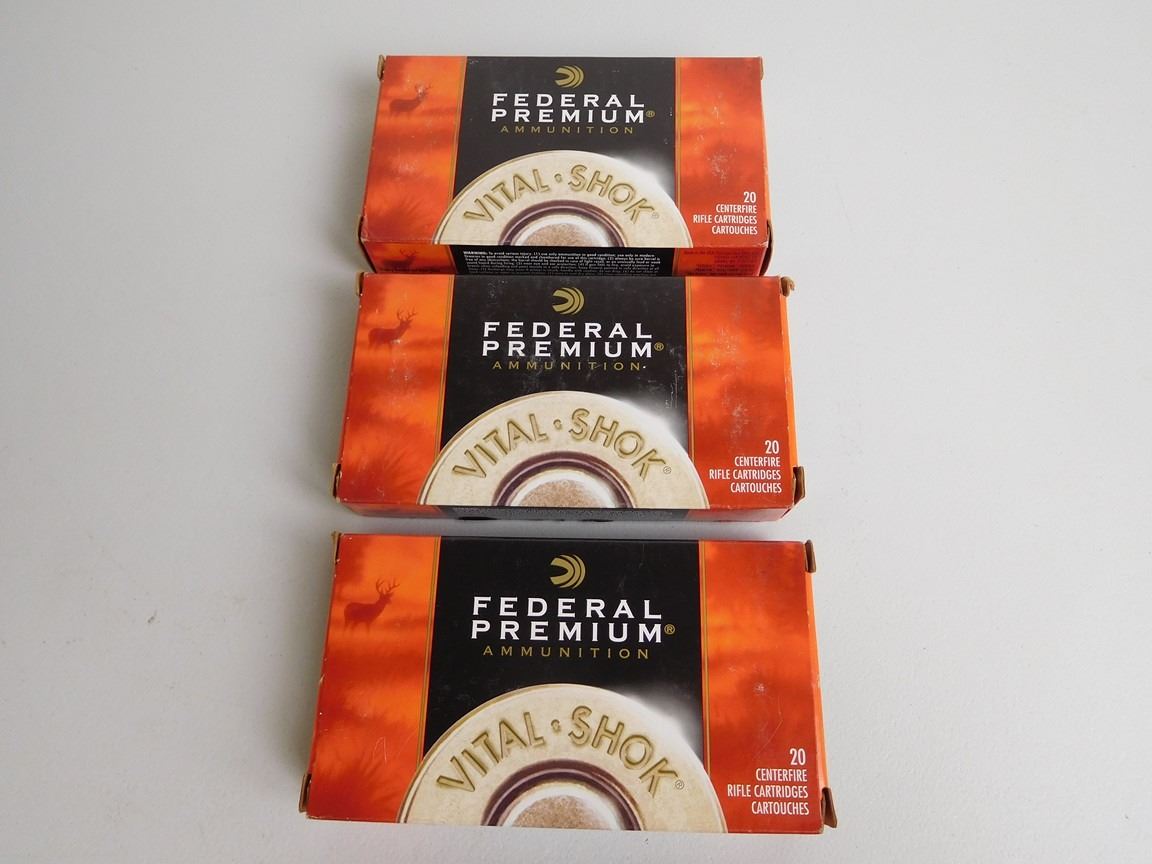 FEDERAL
PREMIUM®
AMMUNITION
VITAL·SHOK®
20
CENTERFIRE
RIFLE CARTRIDGES
CARTOUCHES
WARNING:
FEDERAL
PREMIUM®
AMMUNITION
VITAL·SHOK®
20
CENTERFIRE
RIFLE CARTRIDGES
CARTOUCHES
FEDERAL
PREMIUM®
AMMUNITION
VITAL·SHOK®
20
CENTERFIRE
RIFLE CARTRIDGES
CARTOUCHES